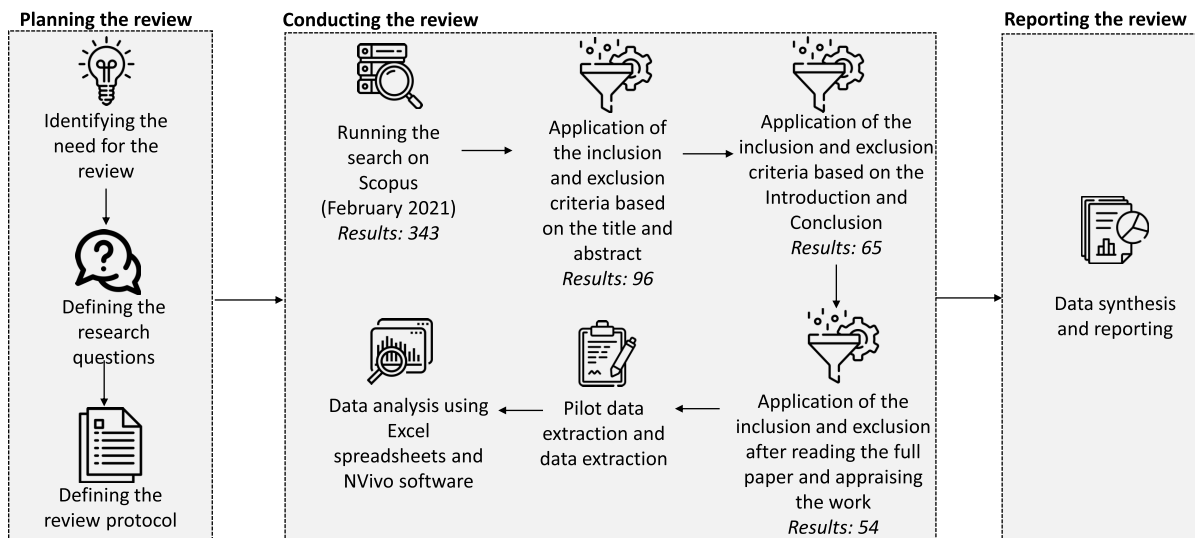 Planning the review
Identifying the
need for the
review
Defining the
research
questions
Defining the
review protocol
Conducting the review
Running the
search on
Scopus
(February 2021)
Results: 343
Application of
the inclusion
and exclusion
criteria based
on the title and
abstract
Results: 96
Application of the
inclusion and exclusion
criteria based on the
Introduction and
Conclusion
Results: 65
Application of the
inclusion and exclusion
after reading the full
paper and appraising
the work
Results: 54
Pilot data
extraction and
data extraction
Data analysis using
Excel
spreadsheets and
NVivo software
Reporting the review
Data synthesis
and reporting